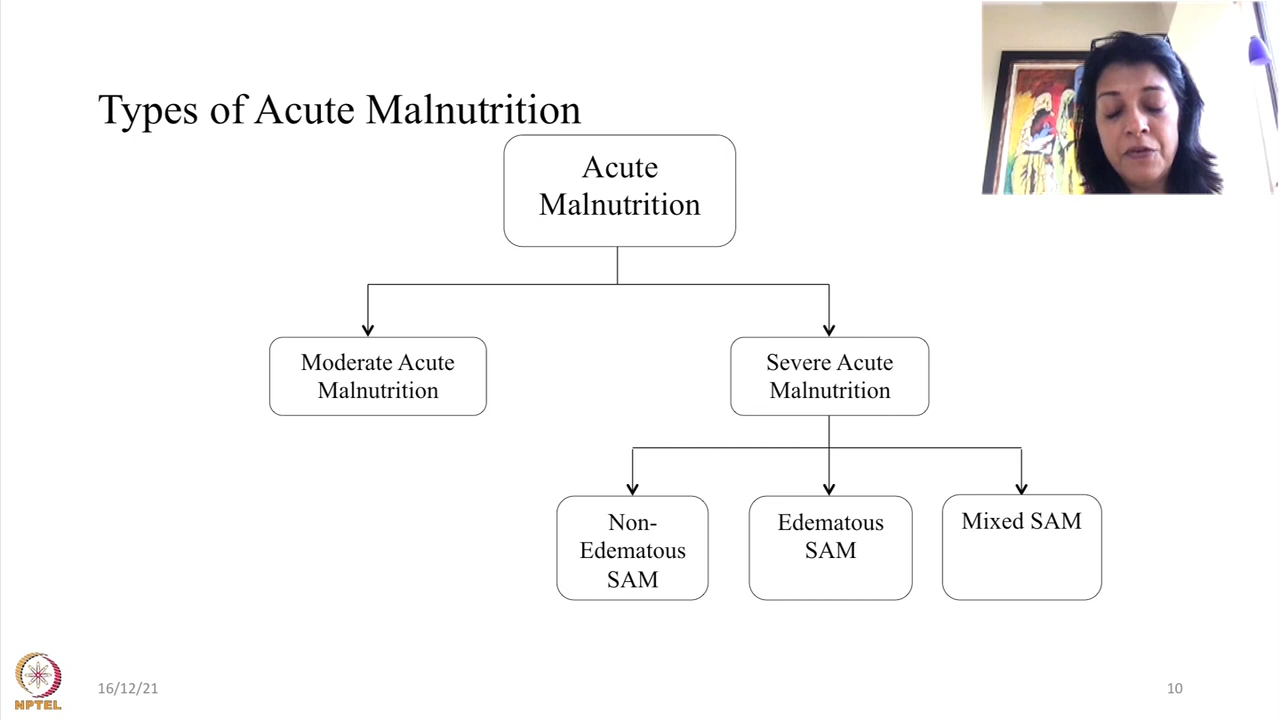 Types of Acute Malnutrition
Acute
Malnutrition
Moderate Acute
Malnutrition
Severe Acute
Malnutrition
Non-
Edematous
SAM
Edematous
SAM
Mixed SAM
NPTEL
16/12/21
10